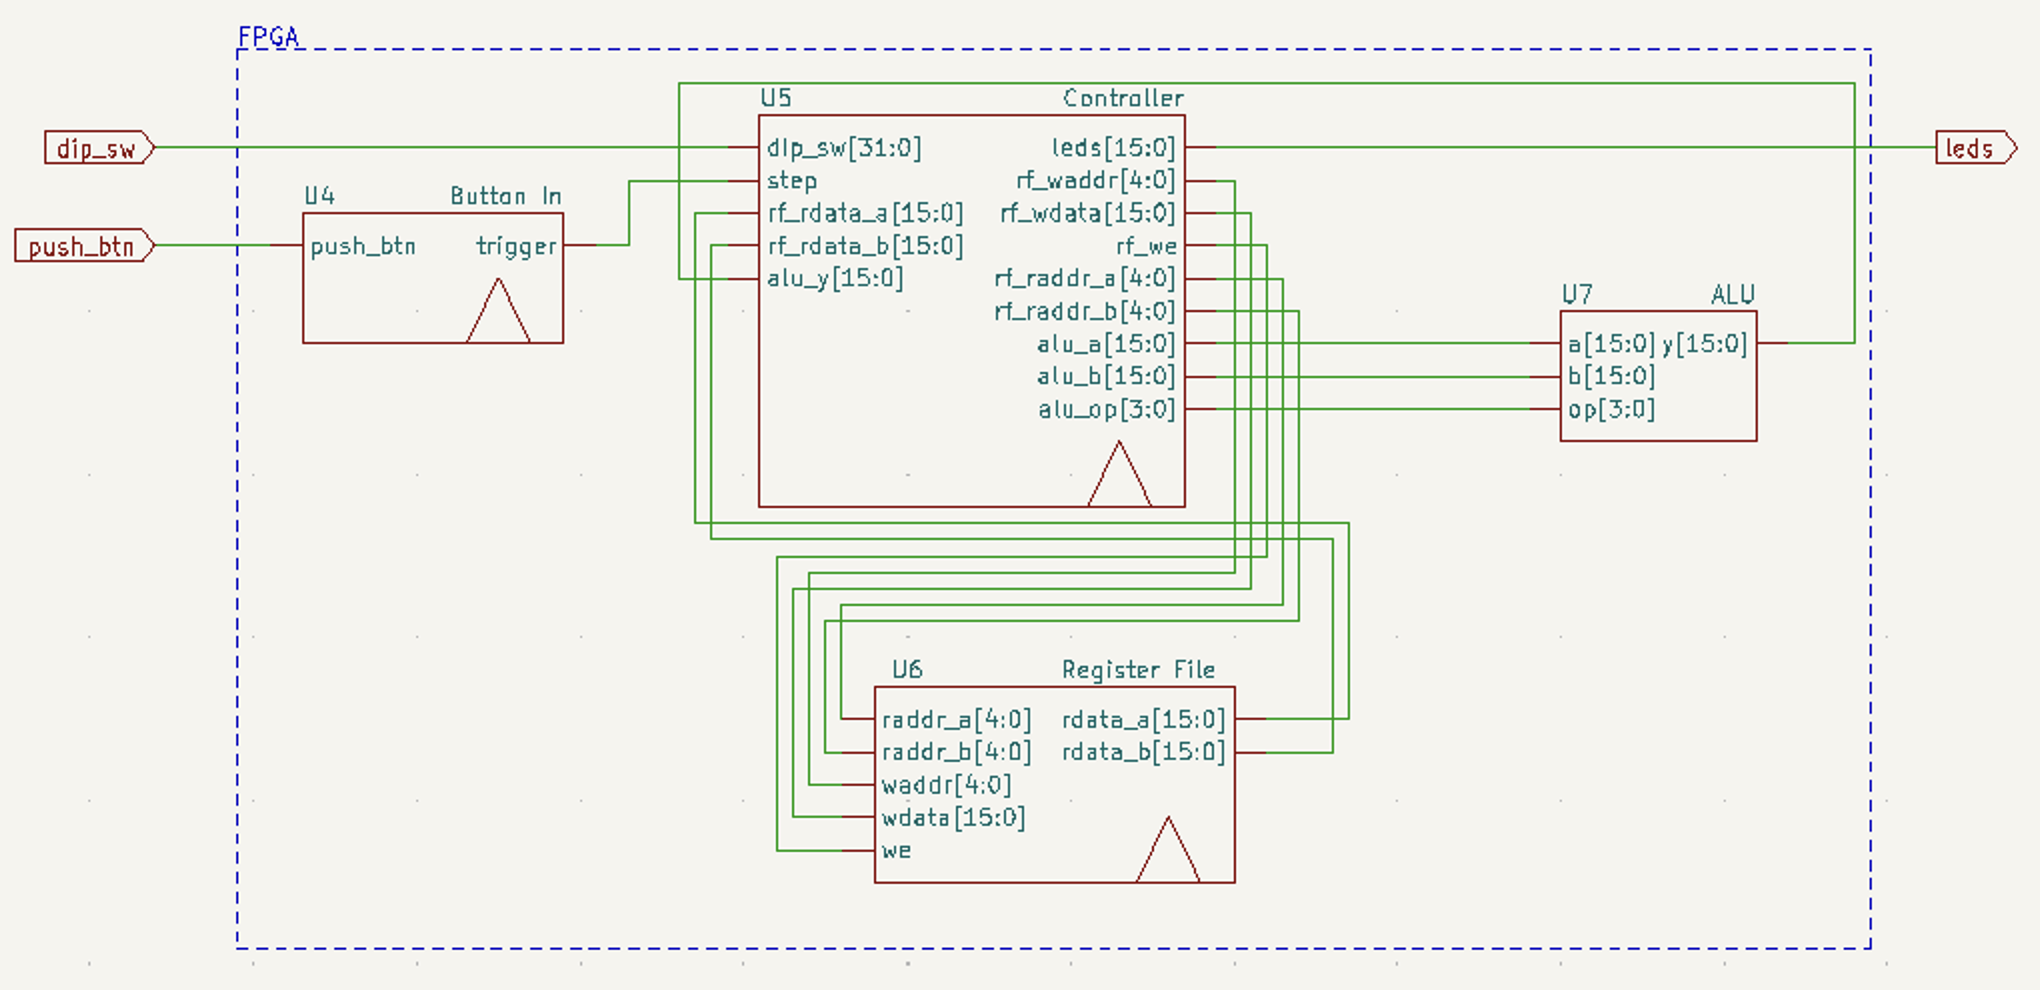 FPGA
U5 Controller
dip_sw
dip_sw[31:0] leds[15:0]
leds
step rf_waddr[4:0]
U4 Button In
rf_rdata_a[15:0] rf_wdata[15:0]
push_btn
push_btn trigger
rf_rdata_b[15:0] rf_we
alu_y[15:0] rf_raddr_a[4:0]
rf_raddr_b[4:0]
U7 ALU
alu_a[15:0]
a[15:0] y[15:0]
alu_b[15:0]
b[15:0]
alu_op[3:0]
op[3:0]
U6 Register File
raddr_a[4:0] rdata_a[15:0]
raddr_b[4:0] rdata_b[15:0]
waddr[4:0]
wdata[15:0]
we